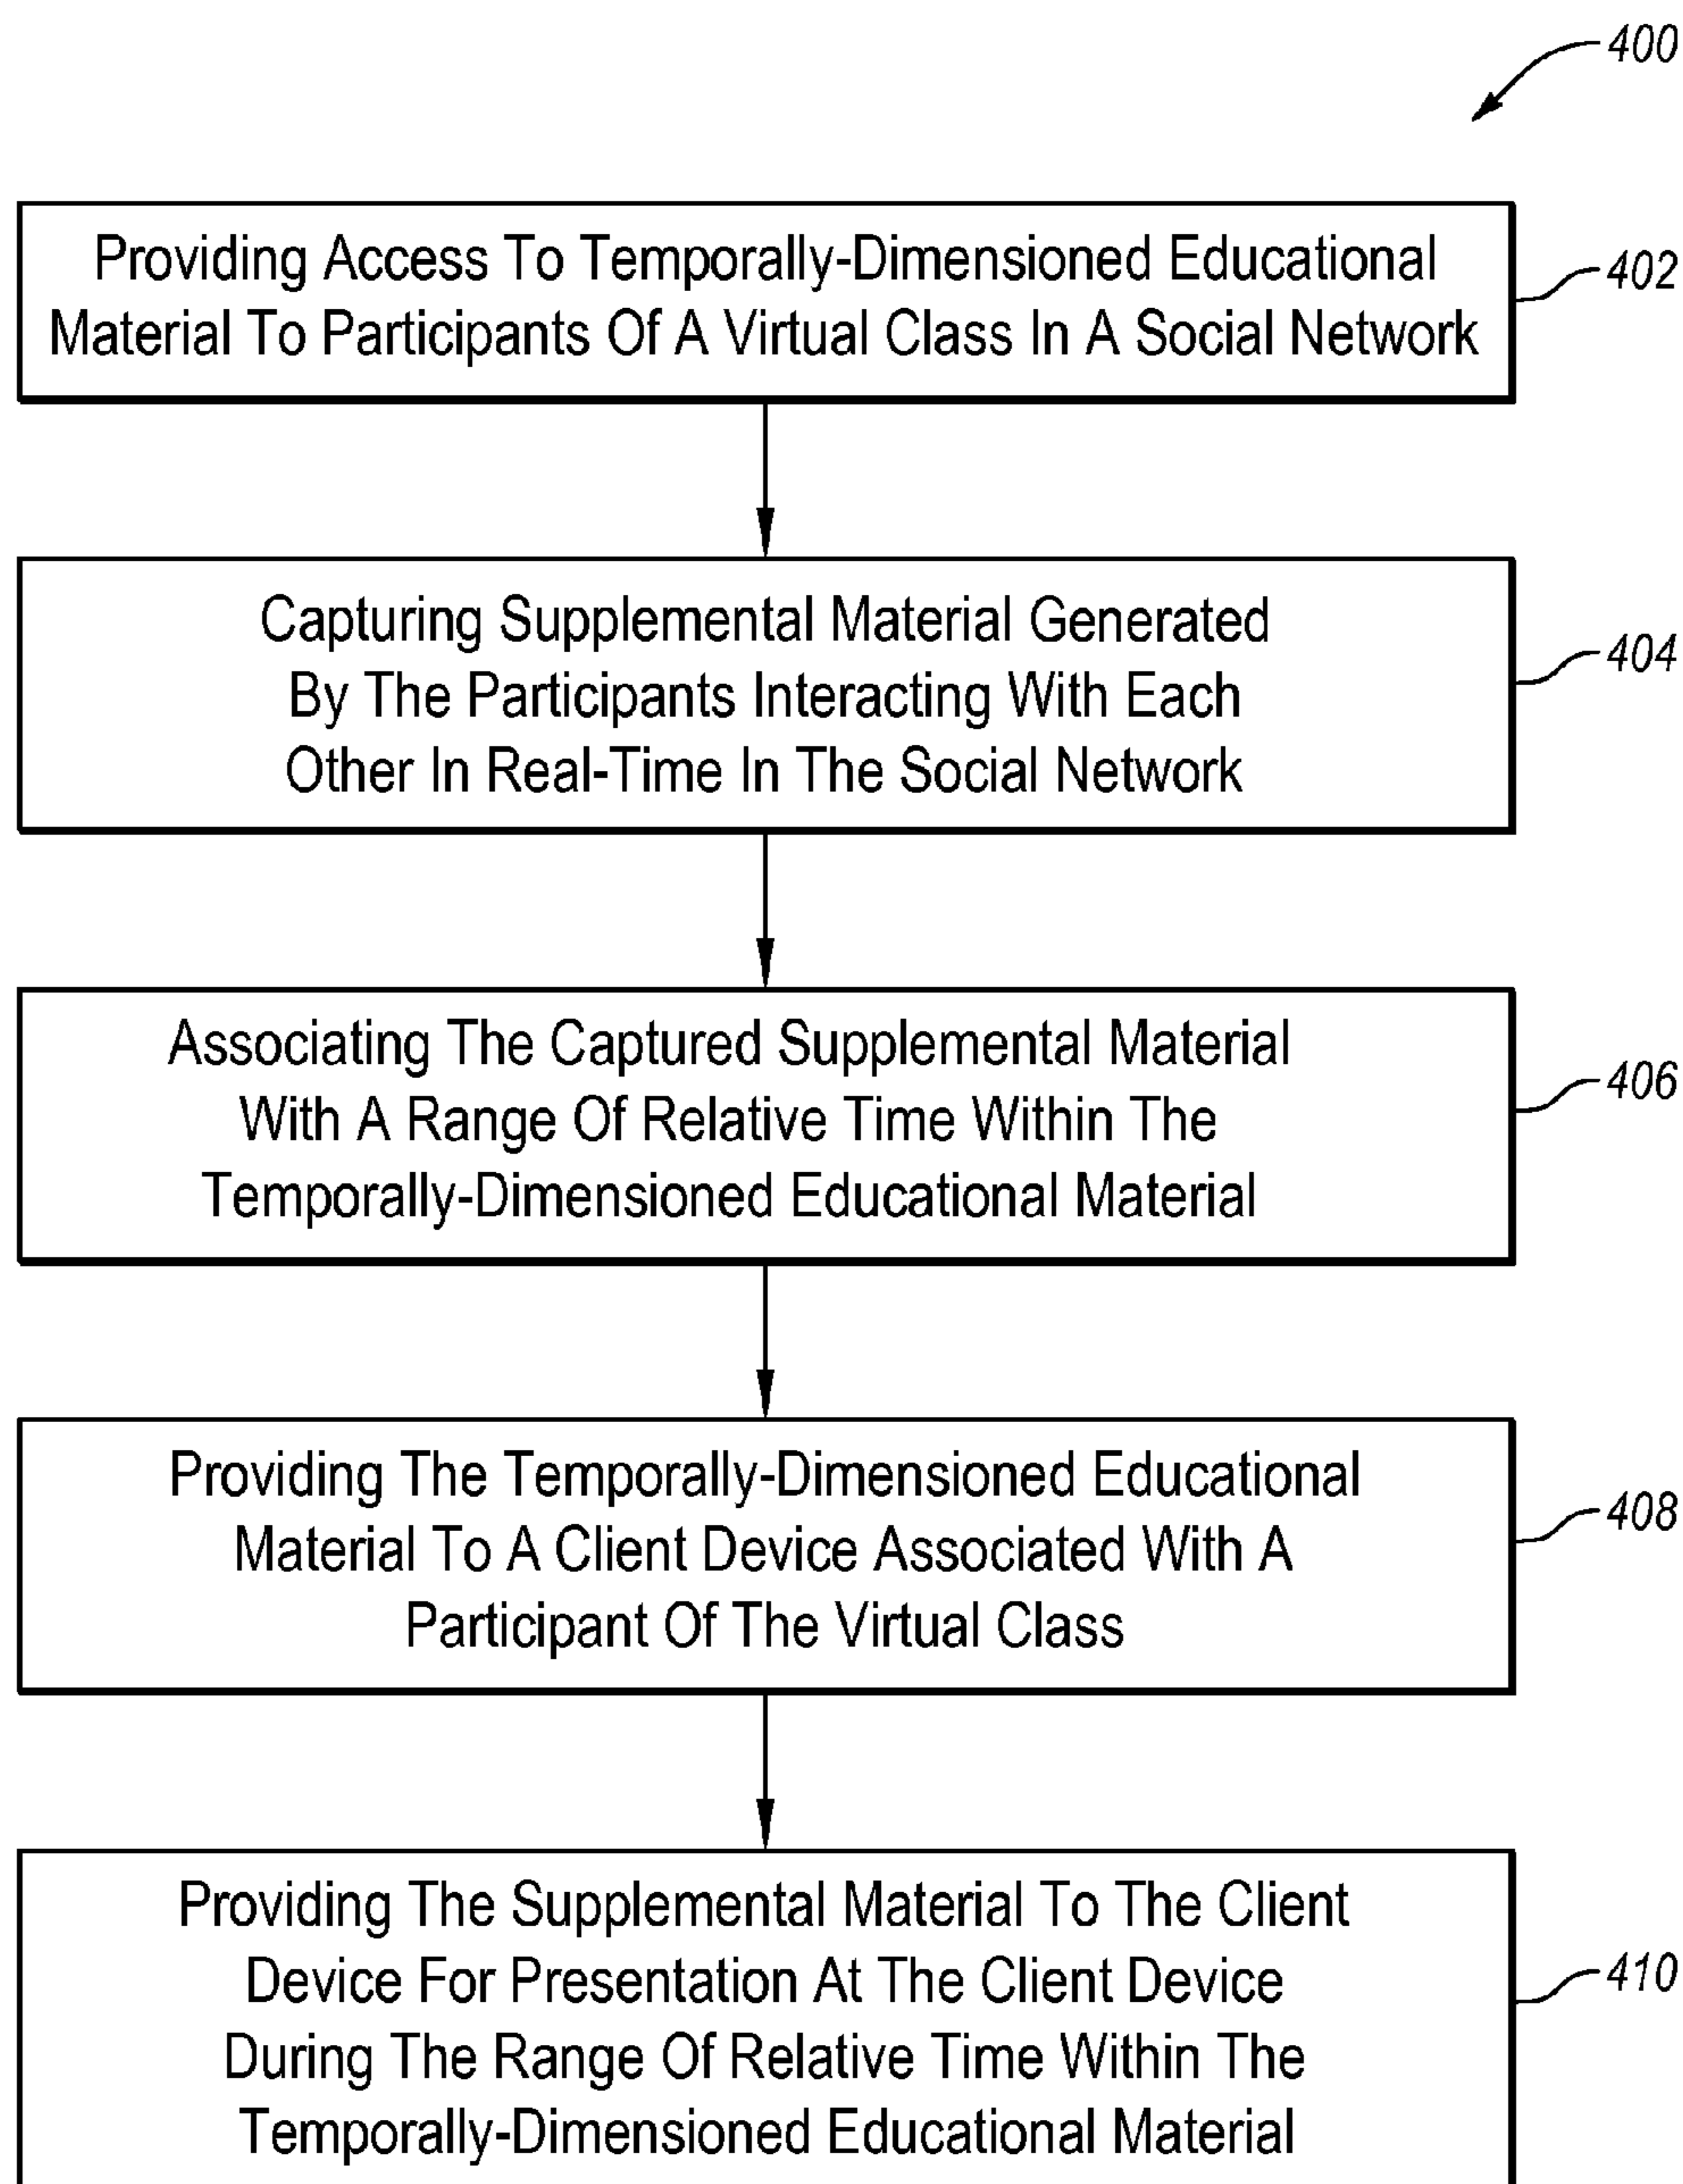 400
Providing Access To Temporally-Dimensioned Educational
Material To Participants Of A Virtual Class In A Social Network
402
Capturing Supplemental Material Generated
By The Participants Interacting With Each
Other In Real-Time In The Social Network
404
Associating The Captured Supplemental Material
With A Range Of Relative Time Within The
Temporally-Dimensioned Educational Material
406
Providing The Temporally-Dimensioned Educational
Material To A Client Device Associated With A
Participant Of The Virtual Class
408
Providing The Supplemental Material To The Client
Device For Presentation At The Client Device
During The Range Of Relative Time Within The
Temporally-Dimensioned Educational Material
410